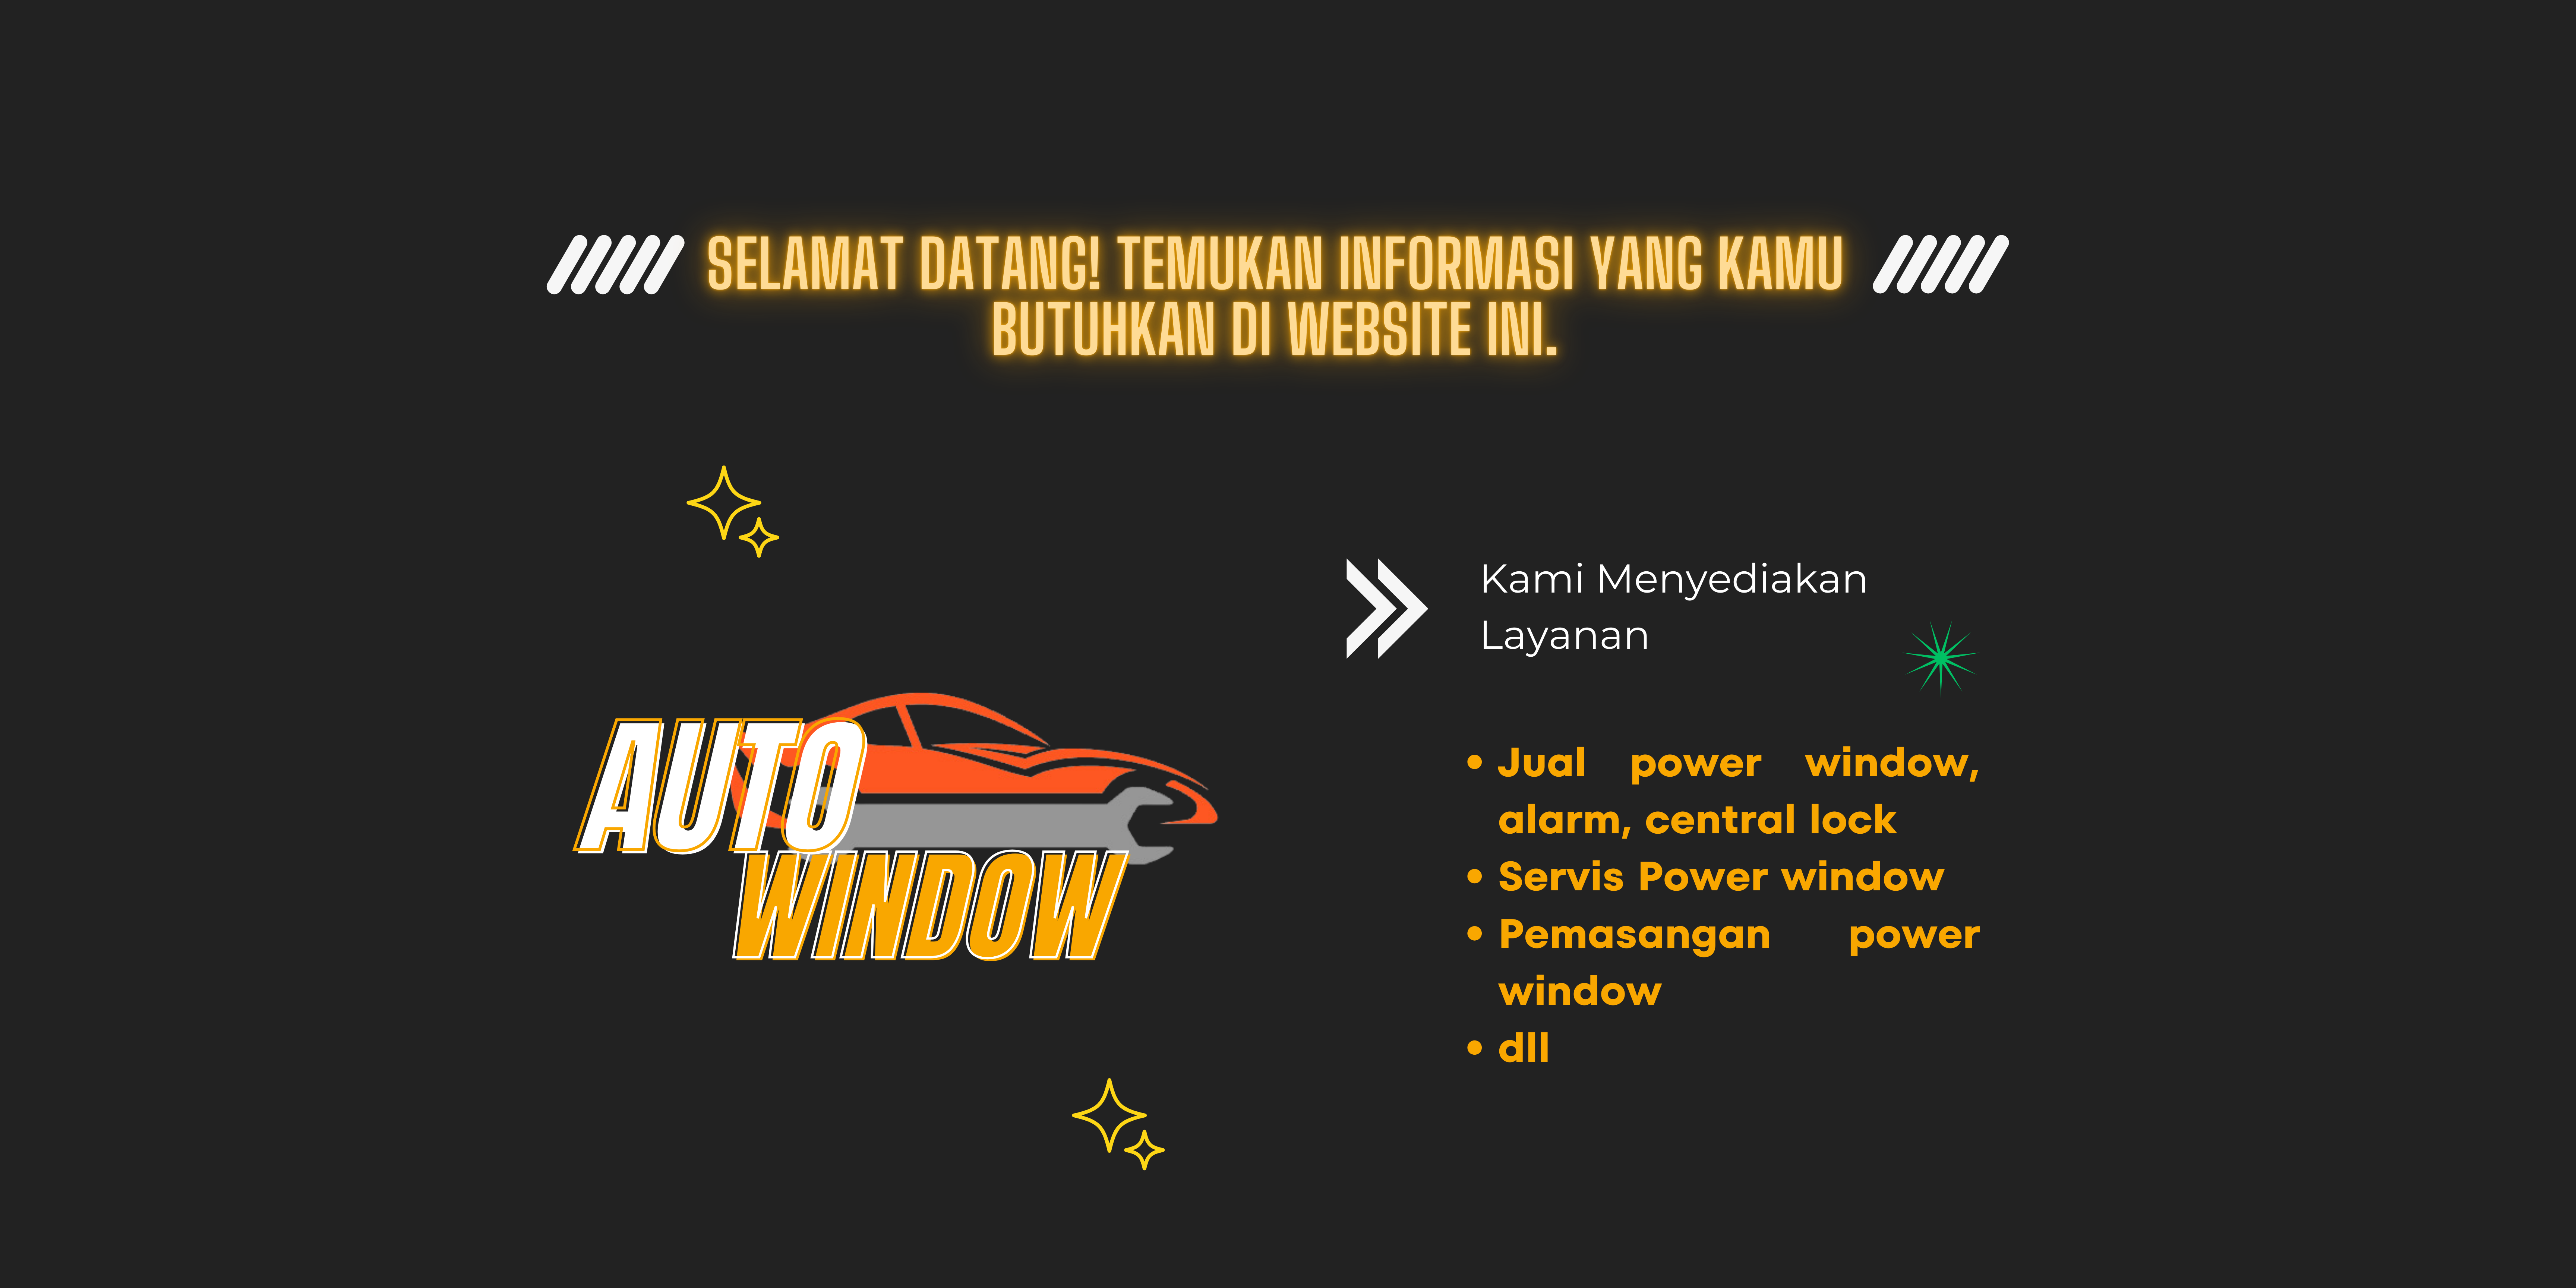 SELAMAT DATANG! TEMUKAN INFORMASI YANG KAMU
BUTUHKAN DI WEBSITE INI.
AUTO
WINDOW
Kami Menyediakan
Layanan
• Jual power window,
alarm, central lock
• Servis Power window
• Pemasangan power
window
• dll